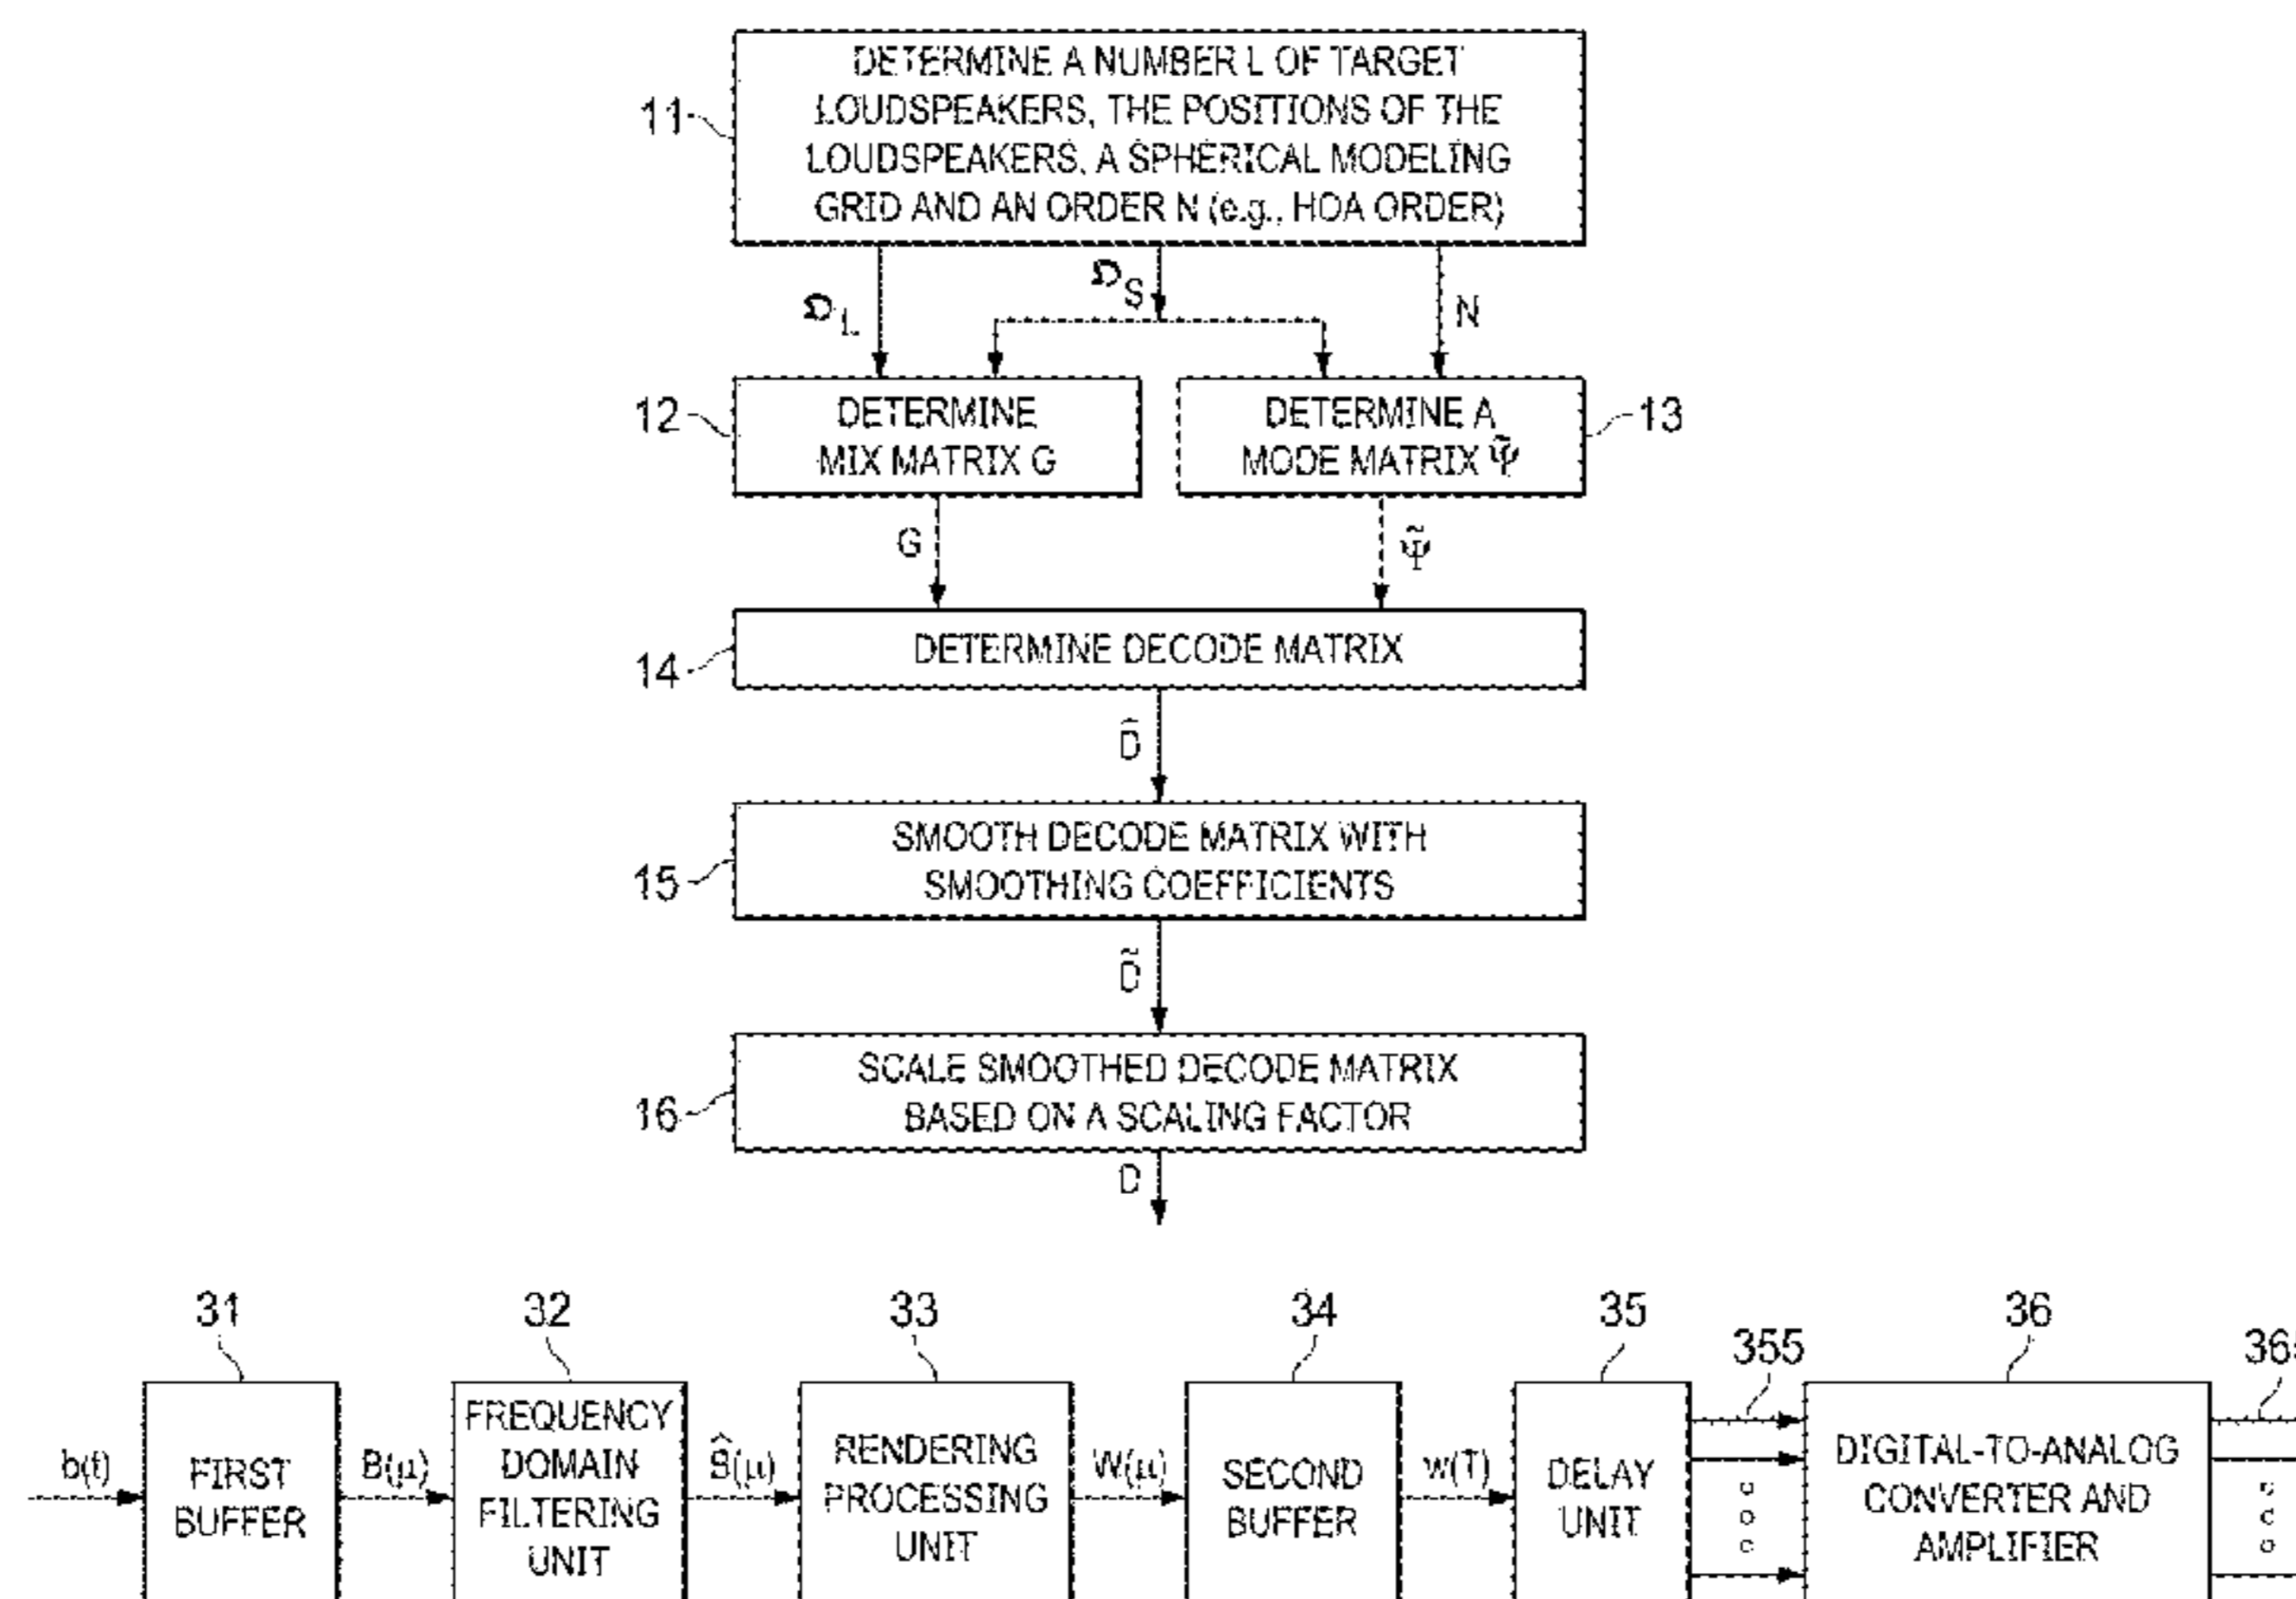 DETERMINE A NUMBER L OF TARGET
LOUDSPEAKERS, THE POSITIONS OF THE
LOUDSPEAKERS, A SPHERICAL MODELING
GRID AND AN ORDER N (e.g., HOA ORDER)
11
𝔇L
𝔇S
N
12
DETERMINE
MIX MATRIX G
DETERMINE A
MODE MATRIX Ψ̃
13
G
Ψ̃
14
DETERMINE DECODE MATRIX
D̂
15
SMOOTH DECODE MATRIX WITH
SMOOTHING COEFFICIENTS
D̃
16
SCALE SMOOTHED DECODE MATRIX
BASED ON A SCALING FACTOR
D
31
32
33
34
35
355
36
b(t)
FIRST
BUFFER
B(μ)
FREQUENCY
DOMAIN
FILTERING
UNIT
B̂(μ)
RENDERING
PROCESSING
UNIT
W(μ)
SECOND
BUFFER
w(T)
DELAY
UNIT
DIGITAL-TO-ANALOG
CONVERTER AND
AMPLIFIER